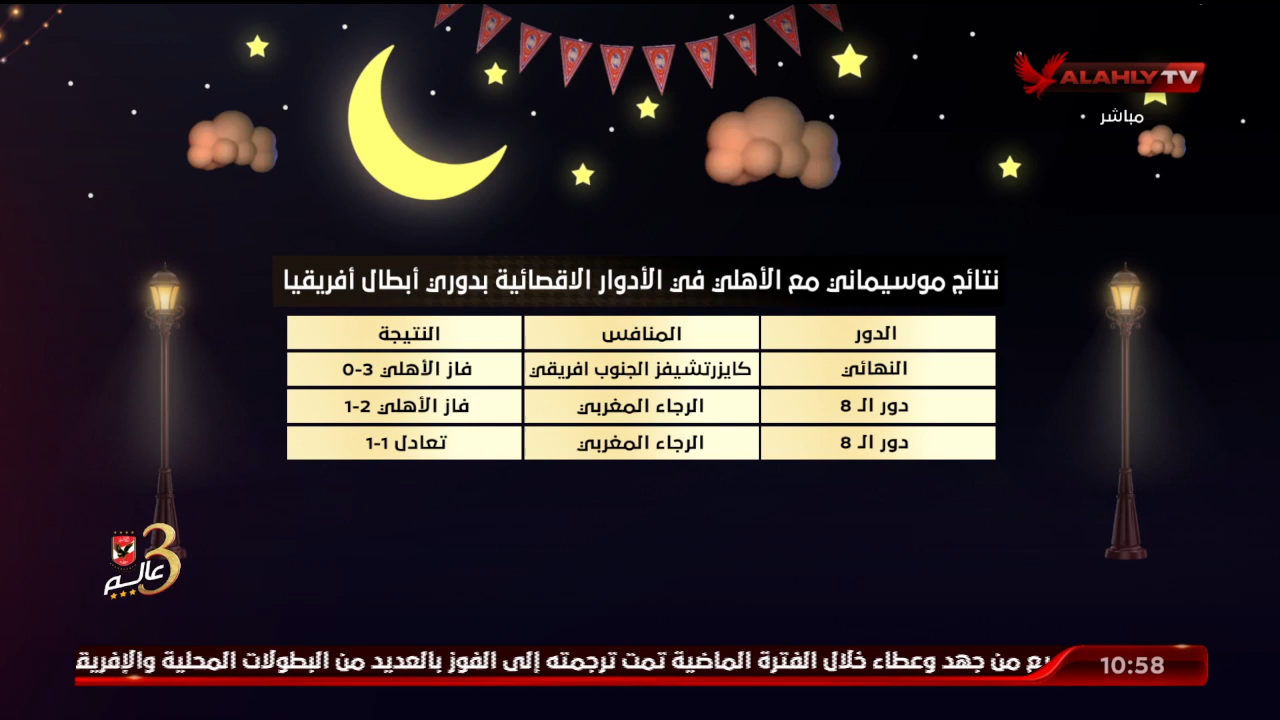 ALAHLY TV
مباشر
نتائج موسيماني مع الأهلي في الأدوار الاقصائية بدوري أبطال أفريقيا
الدور المنافس النتيجة
النهائي كايزرتشيفز الجنوب افريقي فاز الأهلي 3-0
دور الـ 8 الرجاء المغربي فاز الأهلي 2-1
دور الـ 8 الرجاء المغربي تعادل 1-1
3 عالم
10:58
من جهد وعطاء خلال الفترة الماضية تمت ترجمته إلى الفوز بالعديد من البطولات المحلية والإفريق